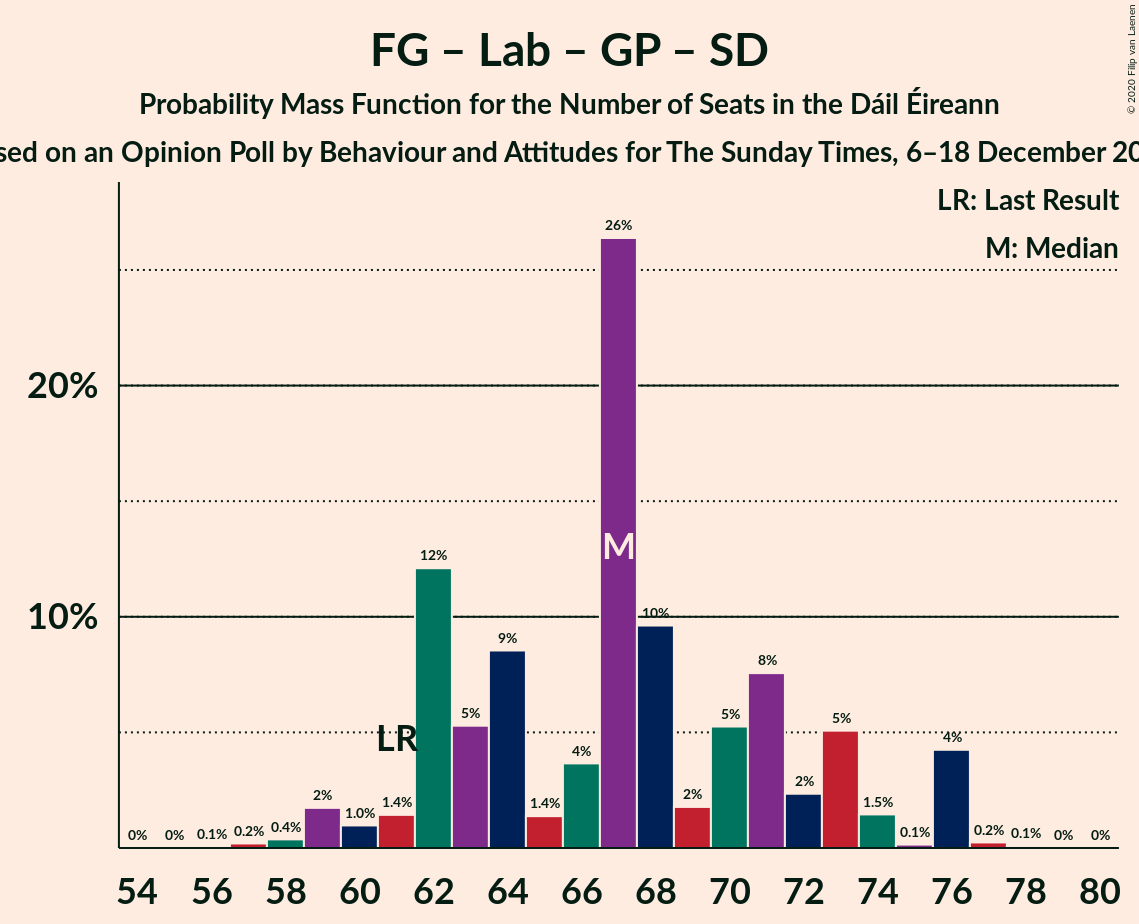 FG – Lab – GP – SD
Probability Mass Function for the Number of Seats in the Dáil Éireann
sed on an Opinion Poll by Behaviour and Attitudes for The Sunday Times, 6–18 December 20
© 2020 Filip van Laenen
LR: Last Result
M: Median
20%
10%
0% 0% 0.1% 0.2% 0.4% 2% 1.0% 1.4% 12% 5% 9% 1.4% 4% 26% 10% 2% 5% 8% 2% 5% 1.5% 0.1% 4% 0.2% 0.1% 0% 0%
LR
M
54 56 58 60 62 64 66 68 70 72 74 76 78 80